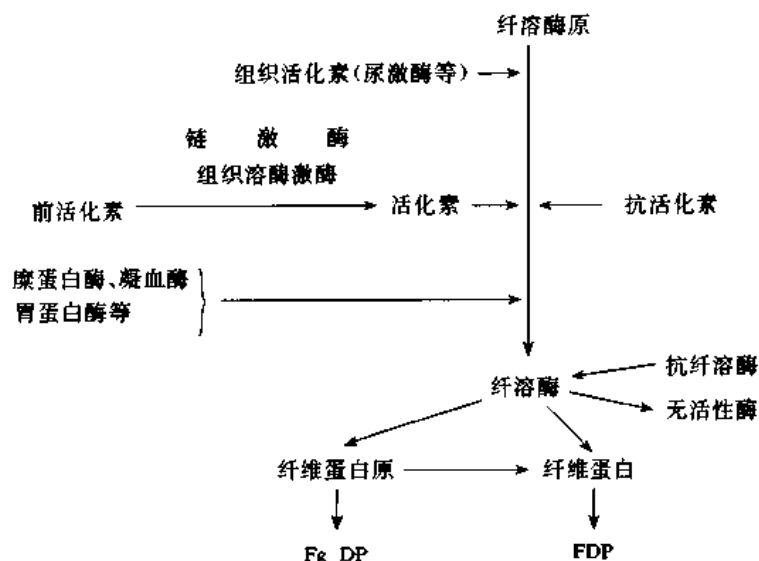 纤溶酶原
组织活化素(尿激酶等)
链 激 酶
组织溶酶激酶
前活化素 活化素 抗活化素
糜蛋白酶、凝血酶
胃蛋白酶等
抗纤溶酶
纤溶酶
无活性酶
纤维蛋白原 纤维蛋白
Fg DP FDP